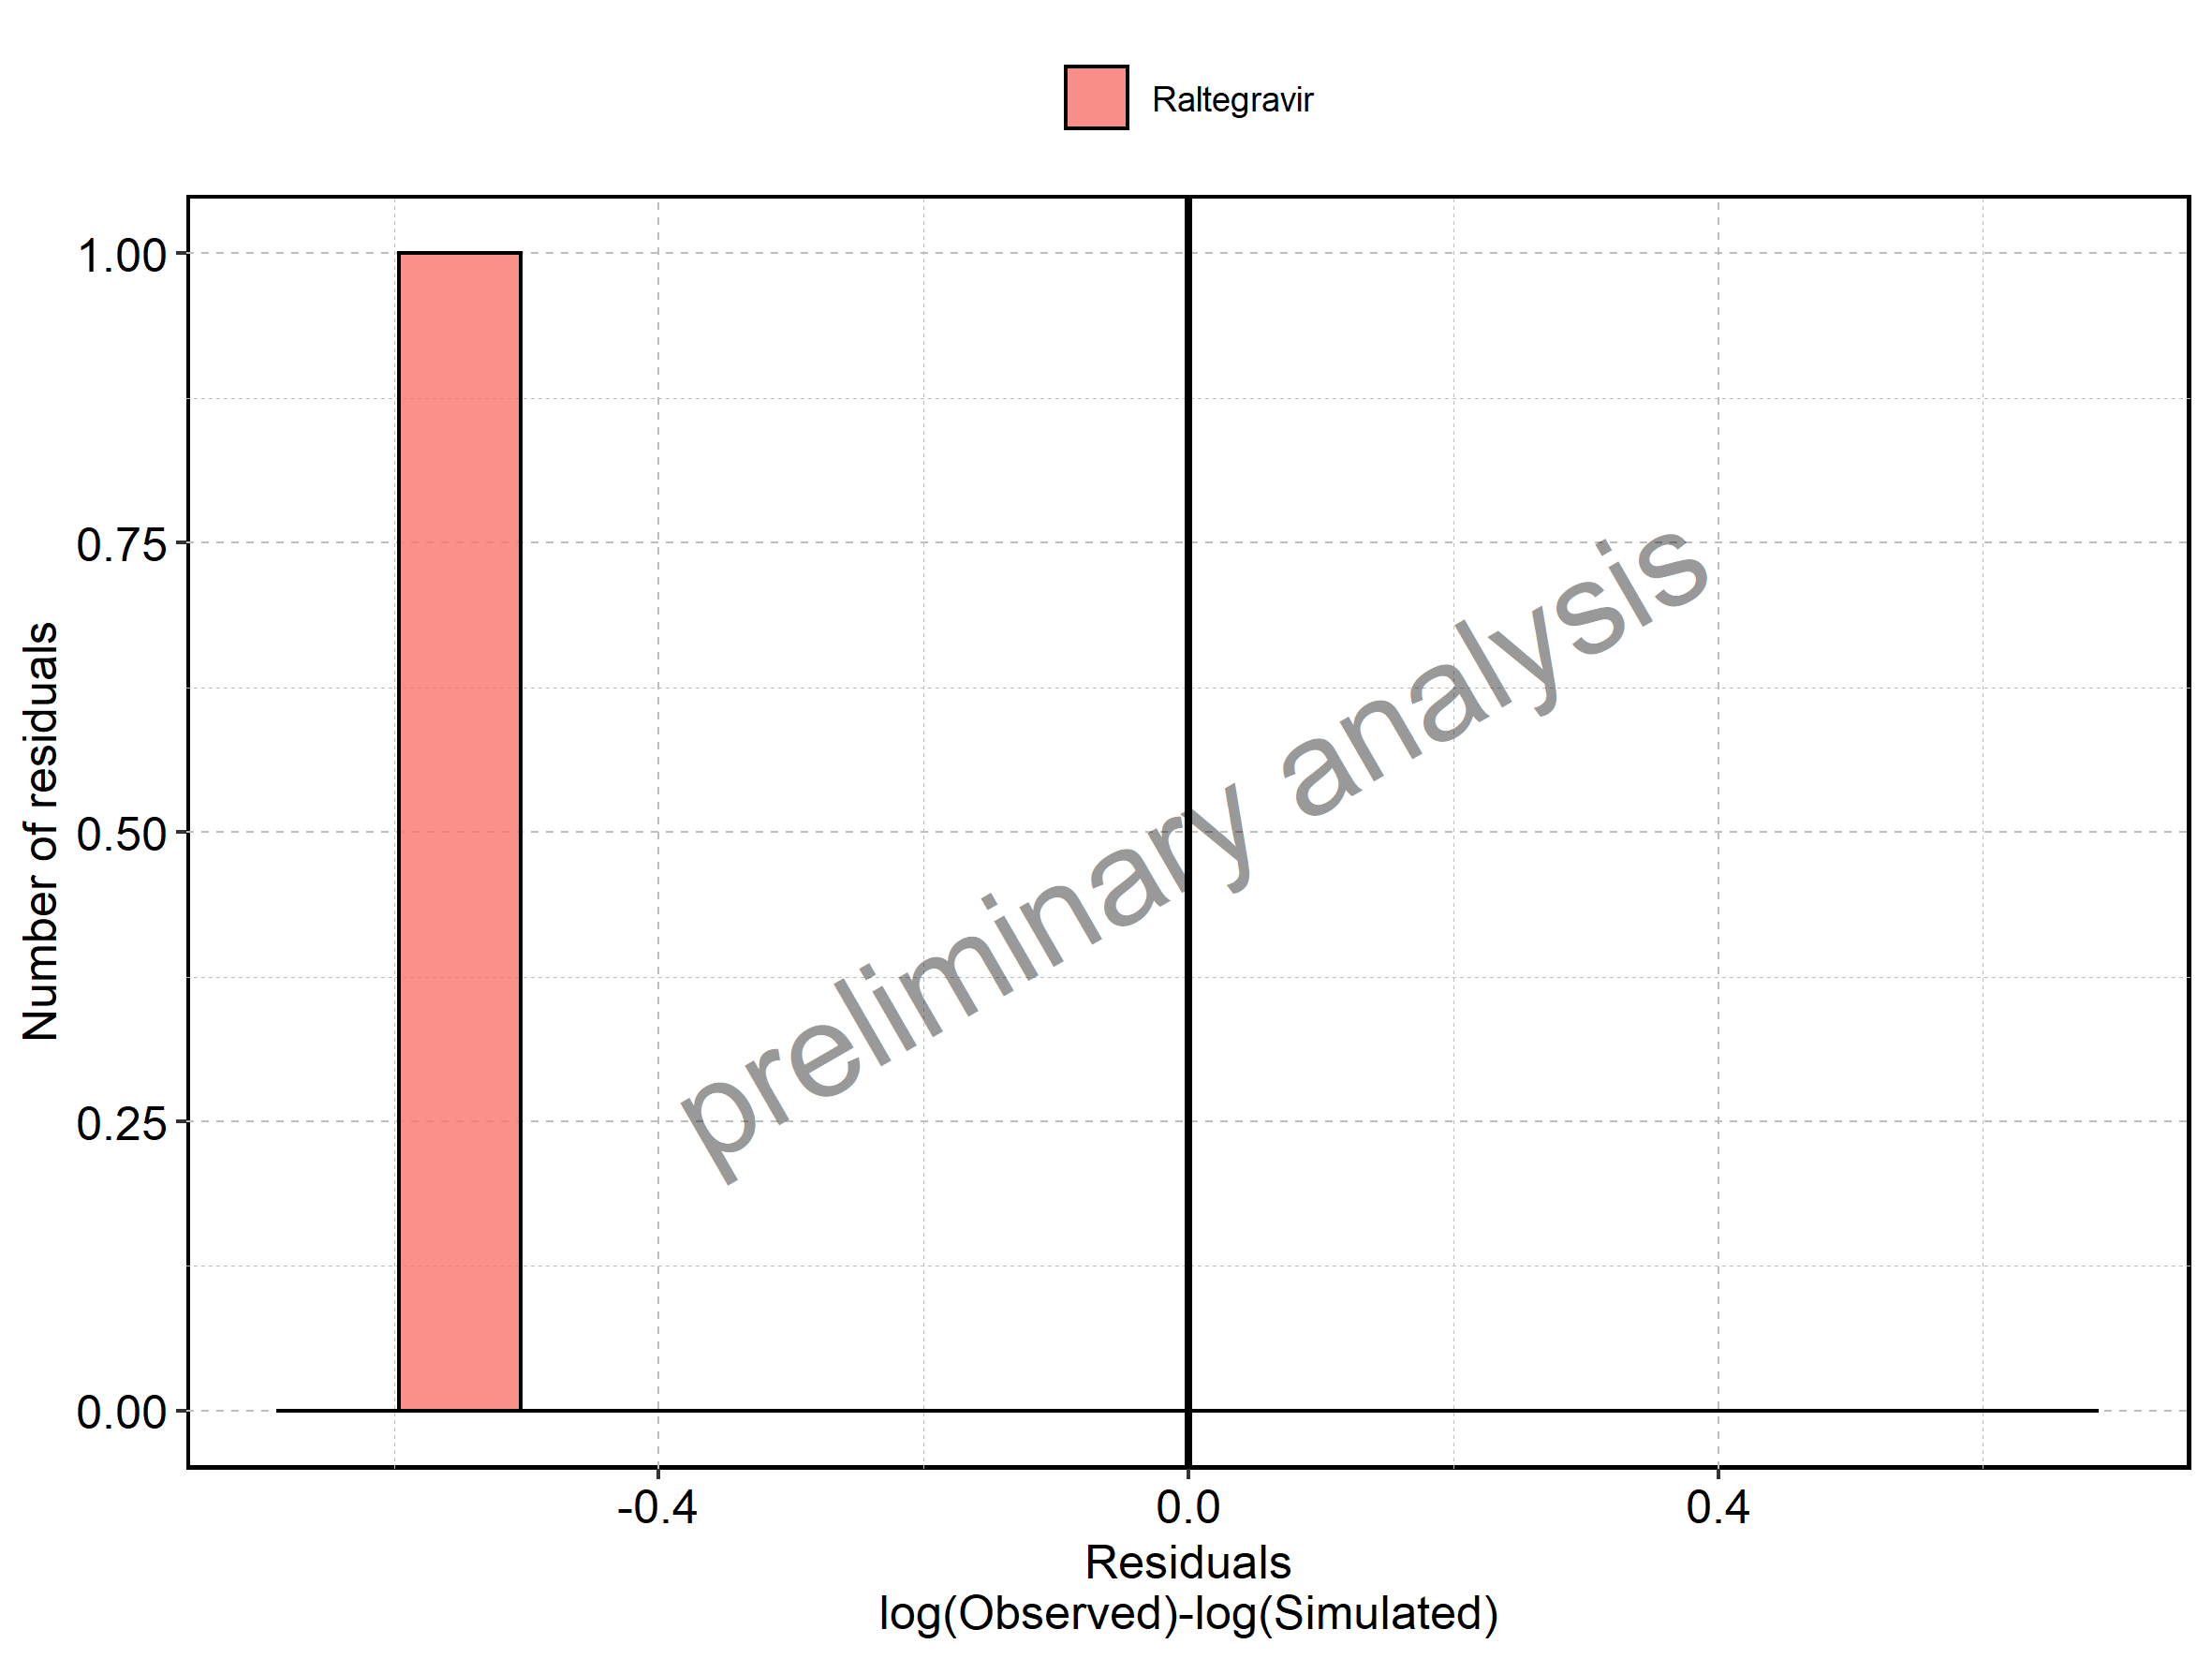 Raltegravir
1.00
0.75
0.50
0.25
0.00
Number of residuals
preliminary analysis
-0.4
0.0
0.4
Residuals
log(Observed)-log(Simulated)